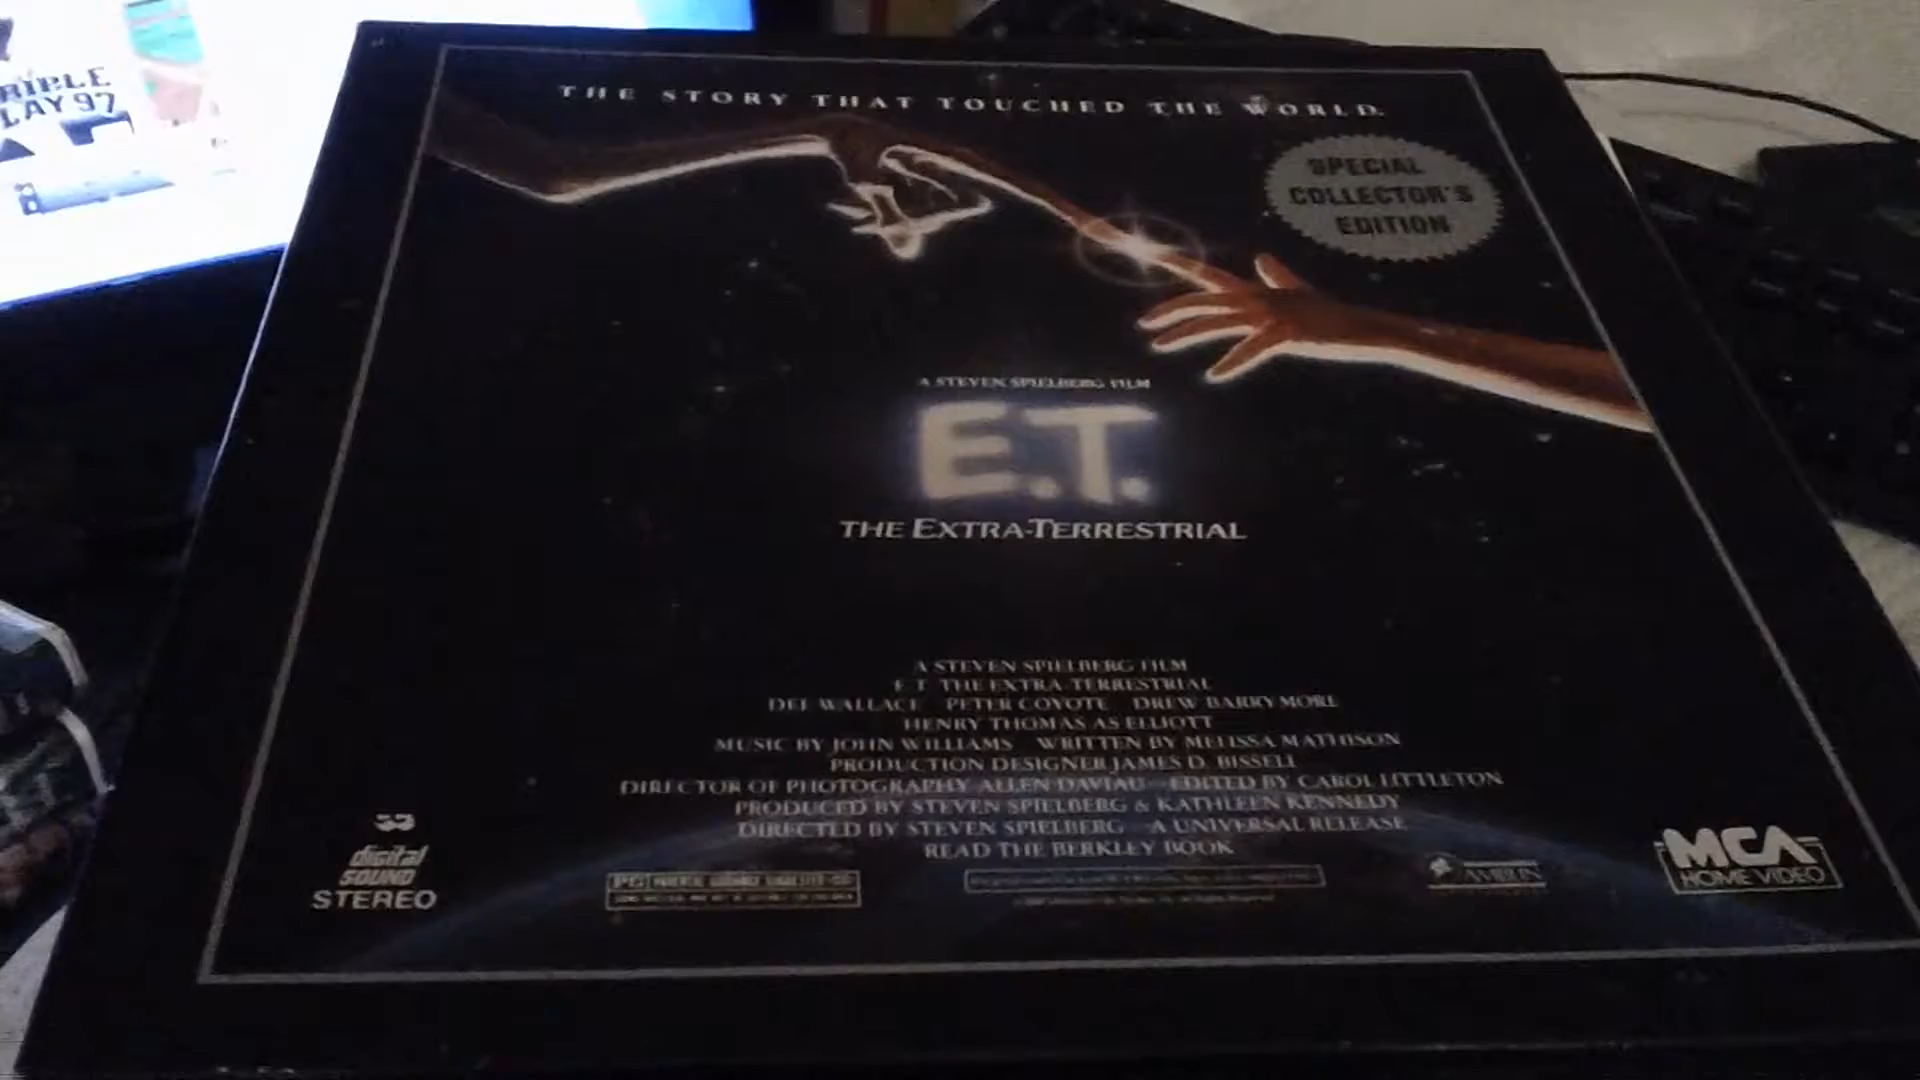 THE STORY THAT TOUCHED THE WORLD.
SPECIAL
COLLECTOR'S
EDITION
A STEVEN SPIELBERG FILM
E.T.
THE EXTRA-TERRESTRIAL
A STEVEN SPIELBERG FILM
E T THE EXTRA-TERRESTRIAL
DEE WALLACE PETER COYOTE DREW BARRYMORE
HENRY THOMAS AS ELLIOTT
MUSIC BY JOHN WILLIAMS WRITTEN BY MELISSA MATHISON
PRODUCTION DESIGNER JAMES D. BISSELL
DIRECTOR OF PHOTOGRAPHY ALLEN DAVIAU EDITED BY CAROL LITTLETON
PRODUCED BY STEVEN SPIELBERG & KATHLEEN KENNEDY
DIRECTED BY STEVEN SPIELBERG A UNIVERSAL RELEASE
READ THE BERKLEY BOOK
digital
SOUND
STEREO
PG
AMBLIN
MCA
HOME VIDEO
LAY 97